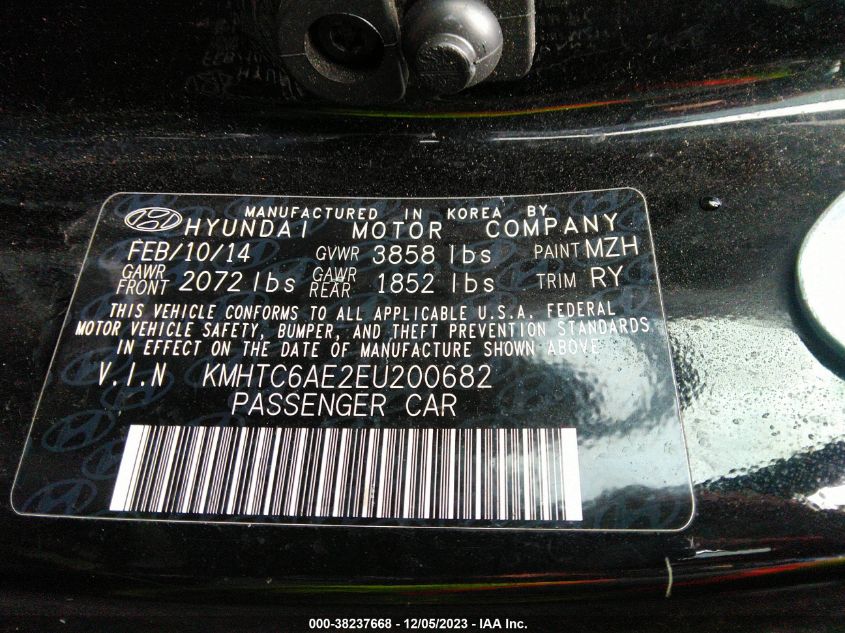 MANUFACTURED IN KOREA BY
HYUNDAI MOTOR COMPANY
FEB/10/14 GVWR 3858 lbs PAINT MZH
GAWR FRONT 2072 lbs GAWR REAR 1852 lbs TRIM RY
THIS VEHICLE CONFORMS TO ALL APPLICABLE U.S.A. FEDERAL
MOTOR VEHICLE SAFETY, BUMPER, AND THEFT PREVENTION STANDARDS
IN EFFECT ON THE DATE OF MANUFACTURE SHOWN ABOVE
V.I.N KMHTC6AE2EU200682
PASSENGER CAR
000-38237668 - 12/05/2023 - IAA Inc.